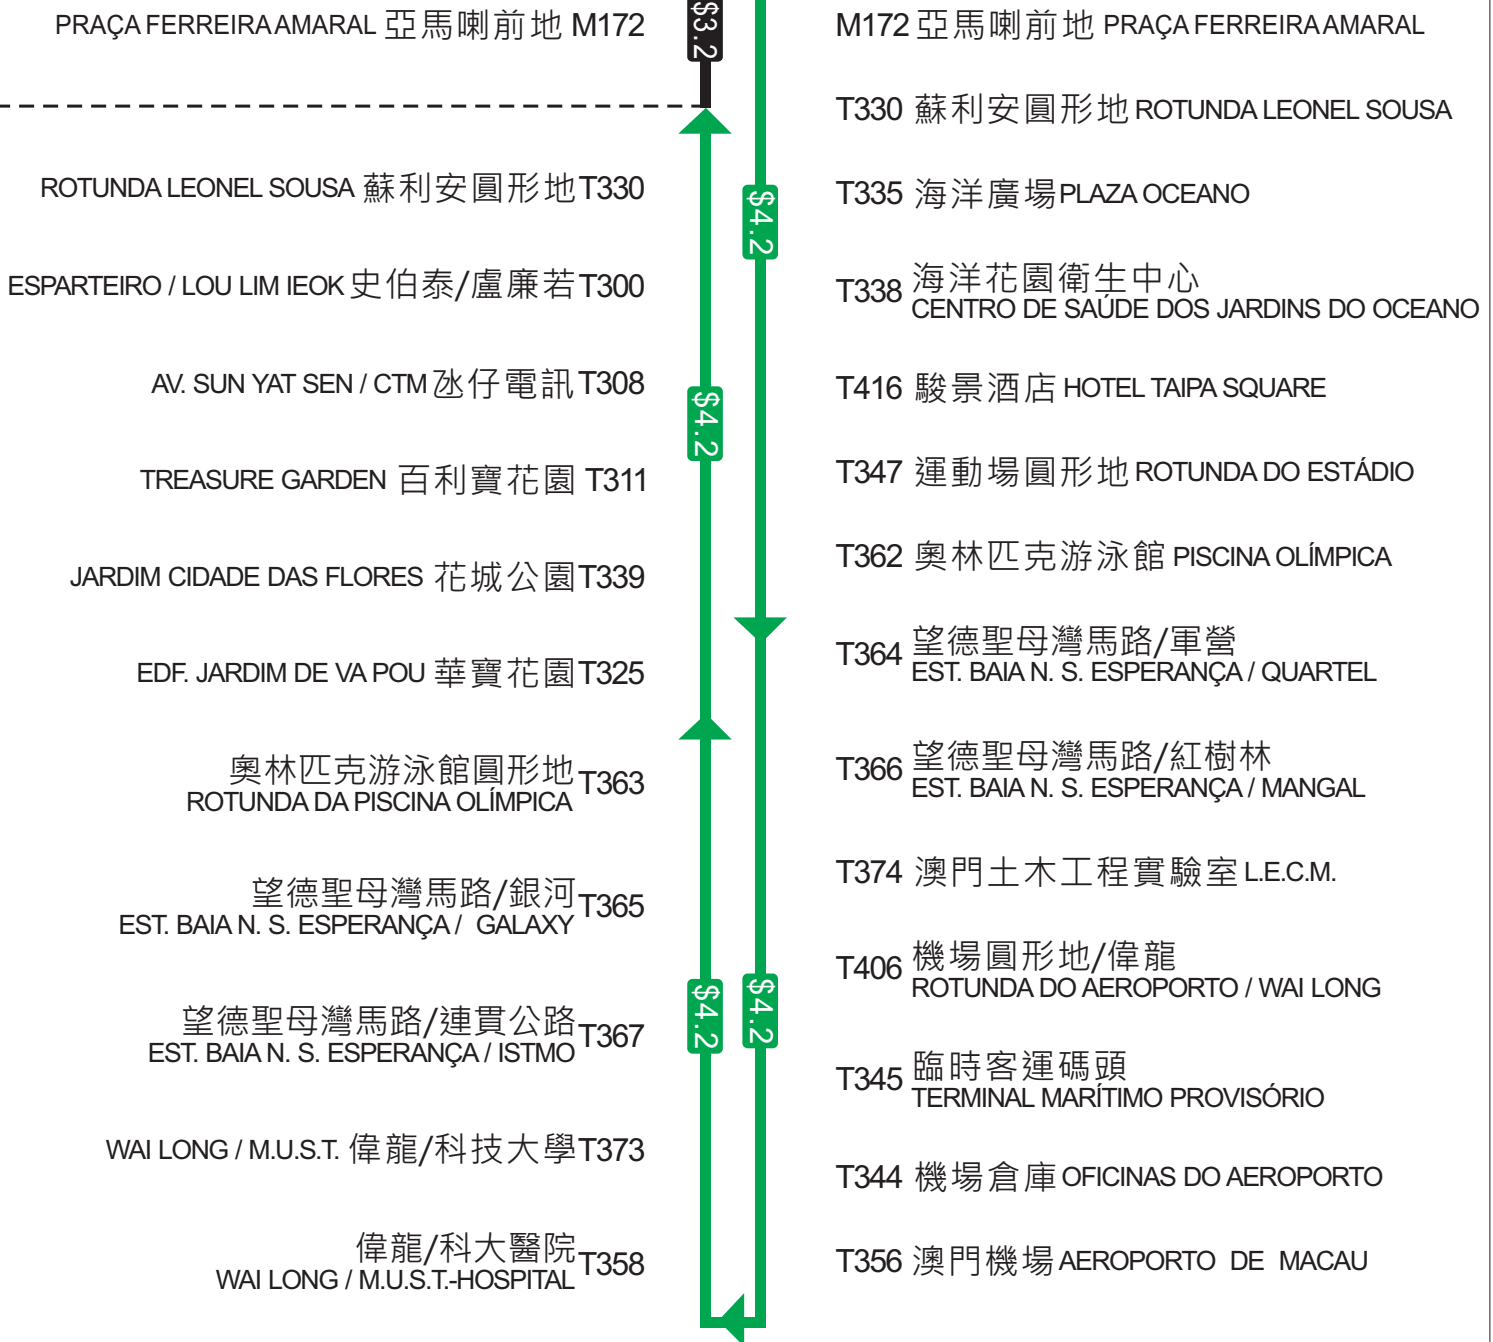 PRAÇA FERREIRA AMARAL 亞馬喇前地 M172
ROTUNDA LEONEL SOUSA 蘇利安圓形地 T330
ESPARTEIRO / LOU LIM IEOK 史伯泰/盧廉若 T300
AV. SUN YAT SEN / CTM 氹仔電訊 T308
TREASURE GARDEN 百利寶花園 T311
JARDIM CIDADE DAS FLORES 花城公園 T339
EDF. JARDIM DE VA POU 華寶花園 T325
奧林匹克游泳館圓形地 T363
ROTUNDA DA PISCINA OLÍMPICA
望德聖母灣馬路/銀河 T365
EST. BAIA N. S. ESPERANÇA / GALAXY
望德聖母灣馬路/連貫公路 T367
EST. BAIA N. S. ESPERANÇA / ISTMO
WAI LONG / M.U.S.T. 偉龍/科技大學 T373
偉龍/科大醫院 T358
WAI LONG / M.U.S.T.-HOSPITAL
$3.2
$4.2
$4.2
$4.2
$4.2
M172 亞馬喇前地 PRAÇA FERREIRA AMARAL
T330 蘇利安圓形地 ROTUNDA LEONEL SOUSA
T335 海洋廣場 PLAZA OCEANO
T338 海洋花園衛生中心
CENTRO DE SAÚDE DOS JARDINS DO OCEANO
T416 駿景酒店 HOTEL TAIPA SQUARE
T347 運動場圓形地 ROTUNDA DO ESTÁDIO
T362 奧林匹克游泳館 PISCINA OLÍMPICA
T364 望德聖母灣馬路/軍營
EST. BAIA N. S. ESPERANÇA / QUARTEL
T366 望德聖母灣馬路/紅樹林
EST. BAIA N. S. ESPERANÇA / MANGAL
T374 澳門土木工程實驗室 L.E.C.M.
T406 機場圓形地/偉龍
ROTUNDA DO AEROPORTO / WAI LONG
T345 臨時客運碼頭
TERMINAL MARÍTIMO PROVISÓRIO
T344 機場倉庫 OFICINAS DO AEROPORTO
T356 澳門機場 AEROPORTO DE MACAU